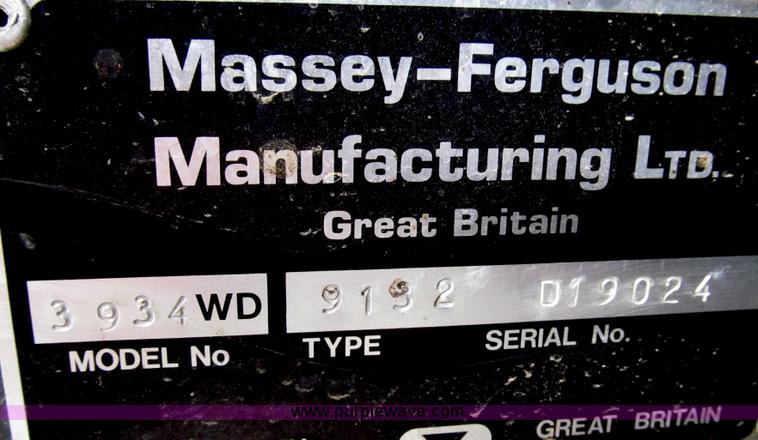 Massey-Ferguson
Manufacturing LTD.
Great Britain
3934WD 9132 D19024
MODEL No TYPE SERIAL No.
www.purplewave.com
GREAT BRITAIN